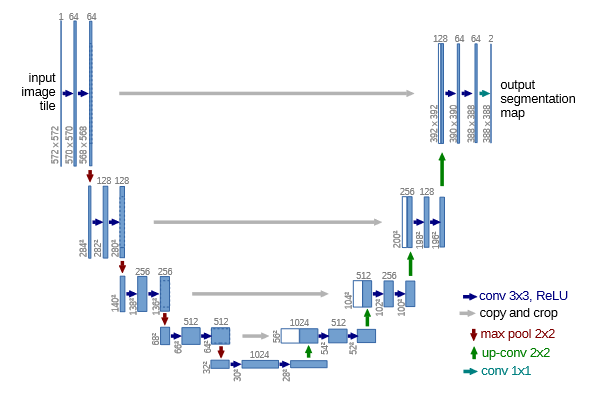 1 64 64
128 64 64 2
input
image
tile
output
segmentation
map
572 x 572
570 x 570
568 x 568
392 x 392
390 x 390
388 x 388
388 x 388
128 128
256 128
284²
282²
280²
200²
198²
196²
256 256
512 256
140²
138²
136²
104²
102²
100²
512 512
1024 512
68²
66²
64²
56²
54²
52²
1024
32²
30²
28²
conv 3x3, ReLU
copy and crop
max pool 2x2
up-conv 2x2
conv 1x1